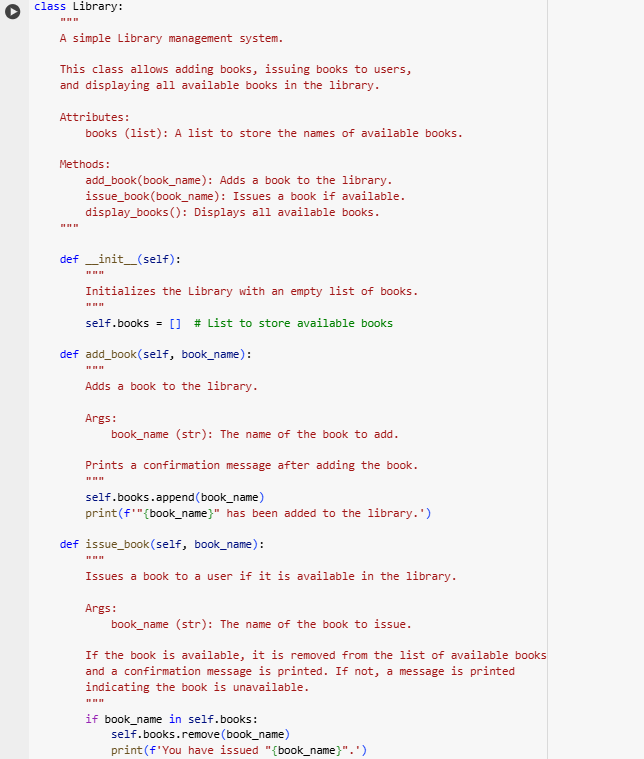 class Library:
    """
    A simple Library management system.

    This class allows adding books, issuing books to users,
    and displaying all available books in the library.

    Attributes:
        books (list): A list to store the names of available books.

    Methods:
        add_book(book_name): Adds a book to the library.
        issue_book(book_name): Issues a book if available.
        display_books(): Displays all available books.
    """

    def __init__(self):
        """
        Initializes the Library with an empty list of books.
        """
        self.books = []  # List to store available books

    def add_book(self, book_name):
        """
        Adds a book to the library.

        Args:
            book_name (str): The name of the book to add.

        Prints a confirmation message after adding the book.
        """
        self.books.append(book_name)
        print(f'"{book_name}" has been added to the library.')

    def issue_book(self, book_name):
        """
        Issues a book to a user if it is available in the library.

        Args:
            book_name (str): The name of the book to issue.

        If the book is available, it is removed from the list of available books
        and a confirmation message is printed. If not, a message is printed
        indicating the book is unavailable.
        """
        if book_name in self.books:
            self.books.remove(book_name)
            print(f'You have issued "{book_name}".')